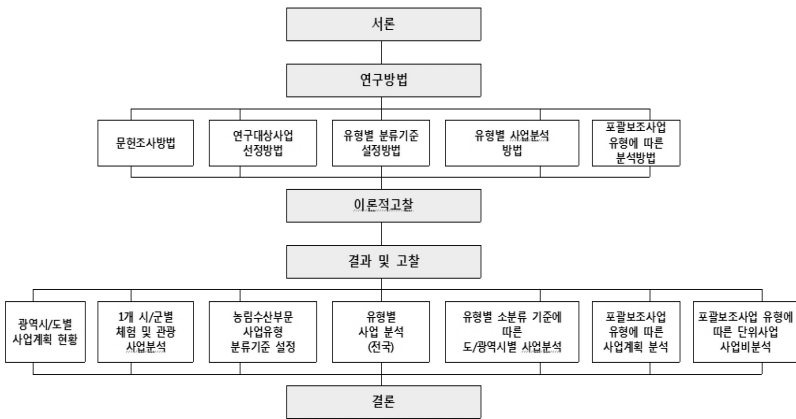 서론
연구방법
문헌조사방법
연구대상사업
선정방법
유형별 분류기준
설정방법
유형별 사업분석
방법
포괄보조사업
유형에 따른
분석방법
이론적고찰
결과 및 고찰
광역시/도별
사업계획 현황
1개 시/군별
체험 및 관광
사업분석
농림수산부문
사업유형
분류기준 설정
유형별
사업 분석
(전국)
유형별 소분류 기준에
따른
도/광역시별 사업분석
포괄보조사업
유형에 따른
사업계획 분석
포괄보조사업 유형에
따른 단위사업
사업비분석
결론